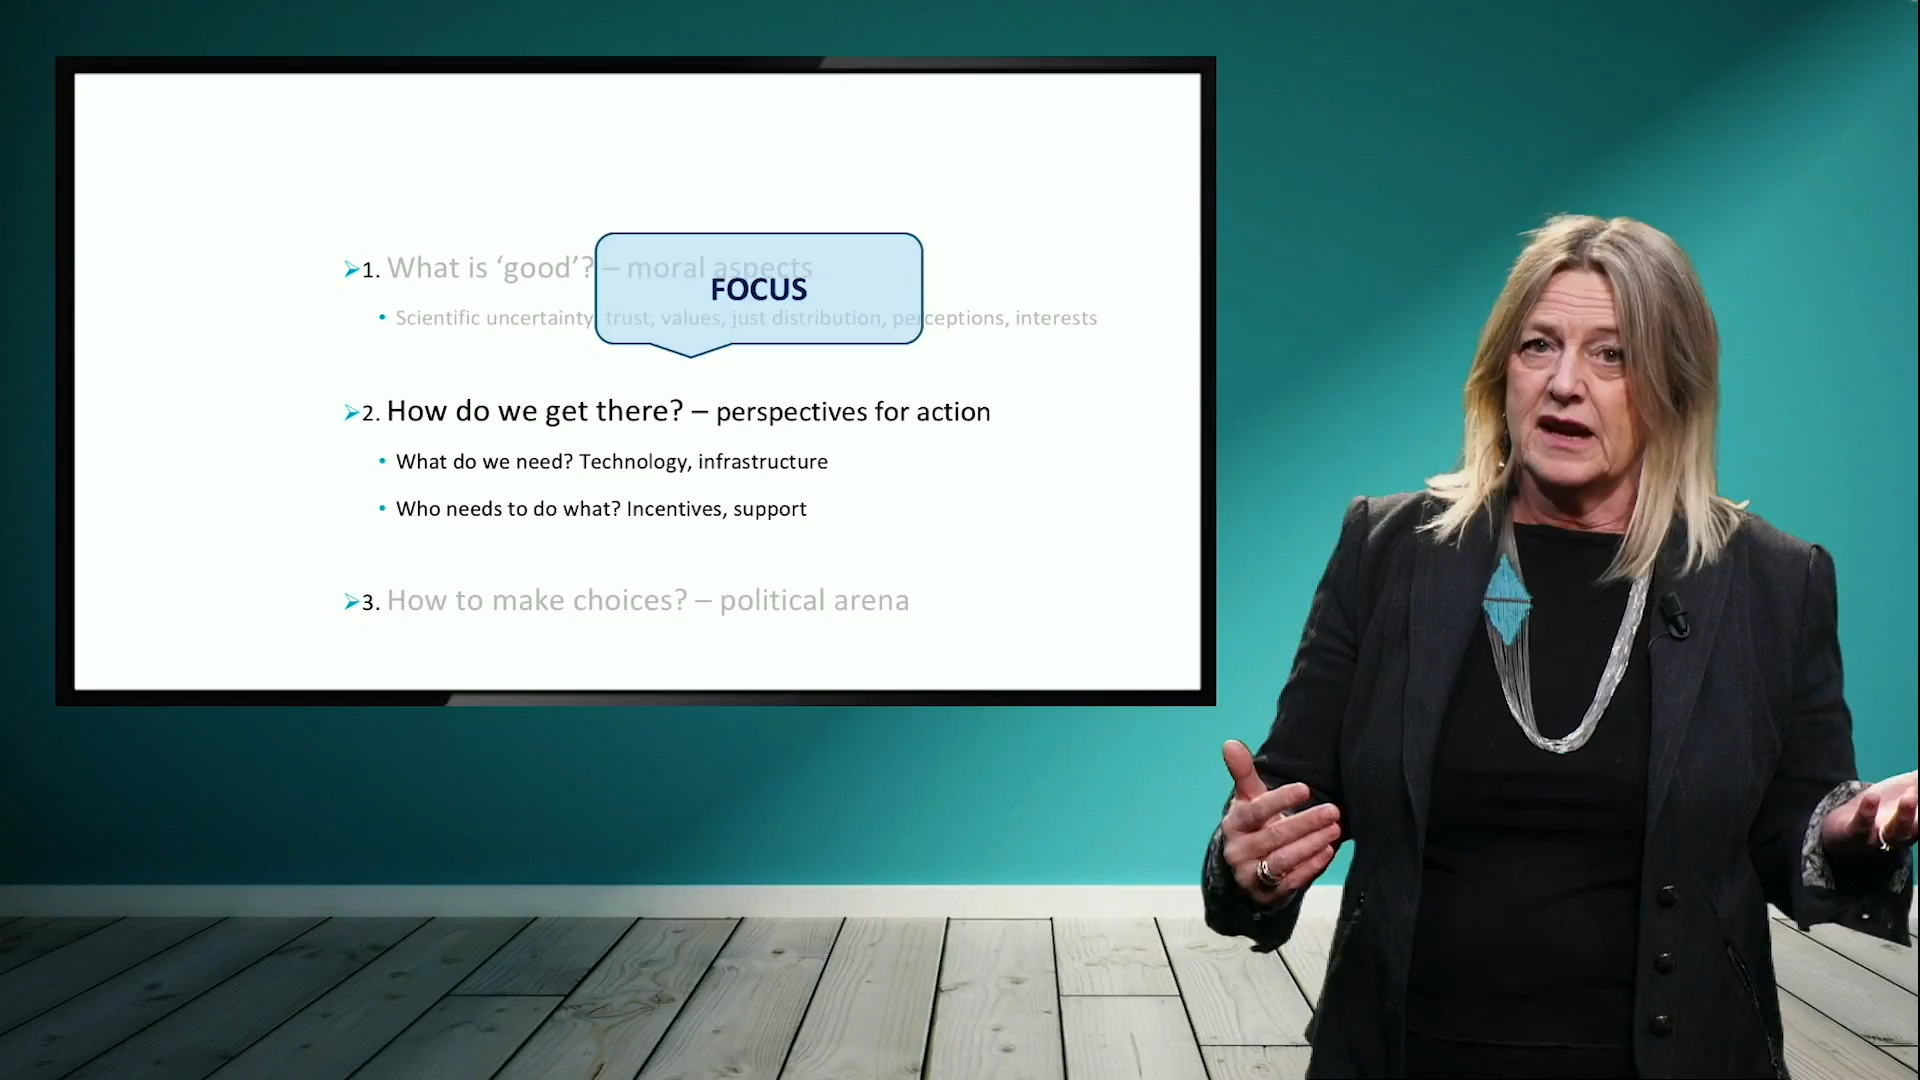 1. What is ‘good’? – moral aspects
FOCUS
• Scientific uncertainty, trust, values, just distribution, perceptions, interests
2. How do we get there? – perspectives for action
• What do we need? Technology, infrastructure
• Who needs to do what? Incentives, support
3. How to make choices? – political arena